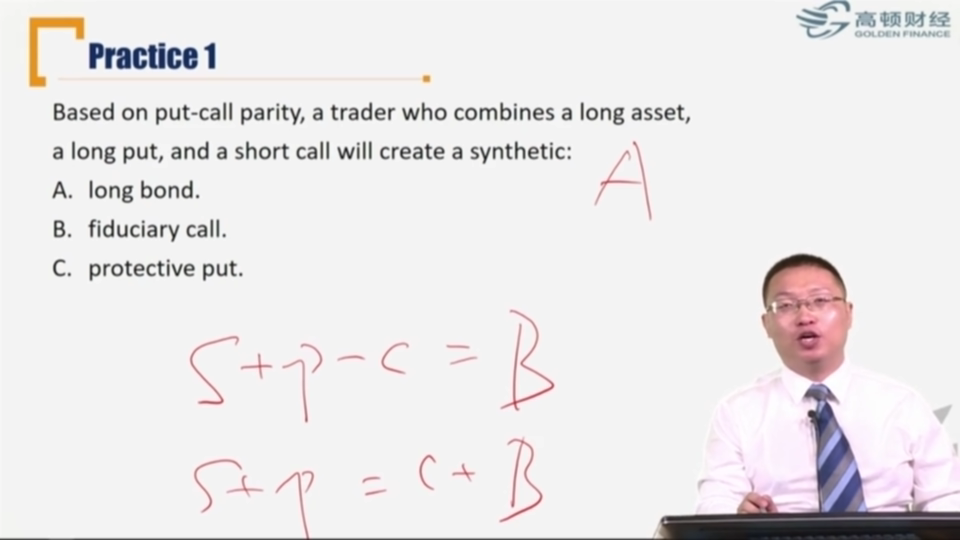 高顿财经
GOLDEN FINANCE
Practice 1
Based on put-call parity, a trader who combines a long asset,
a long put, and a short call will create a synthetic:
A. long bond.
B. fiduciary call.
C. protective put.
A
S+p-c=B
S+p=c+B